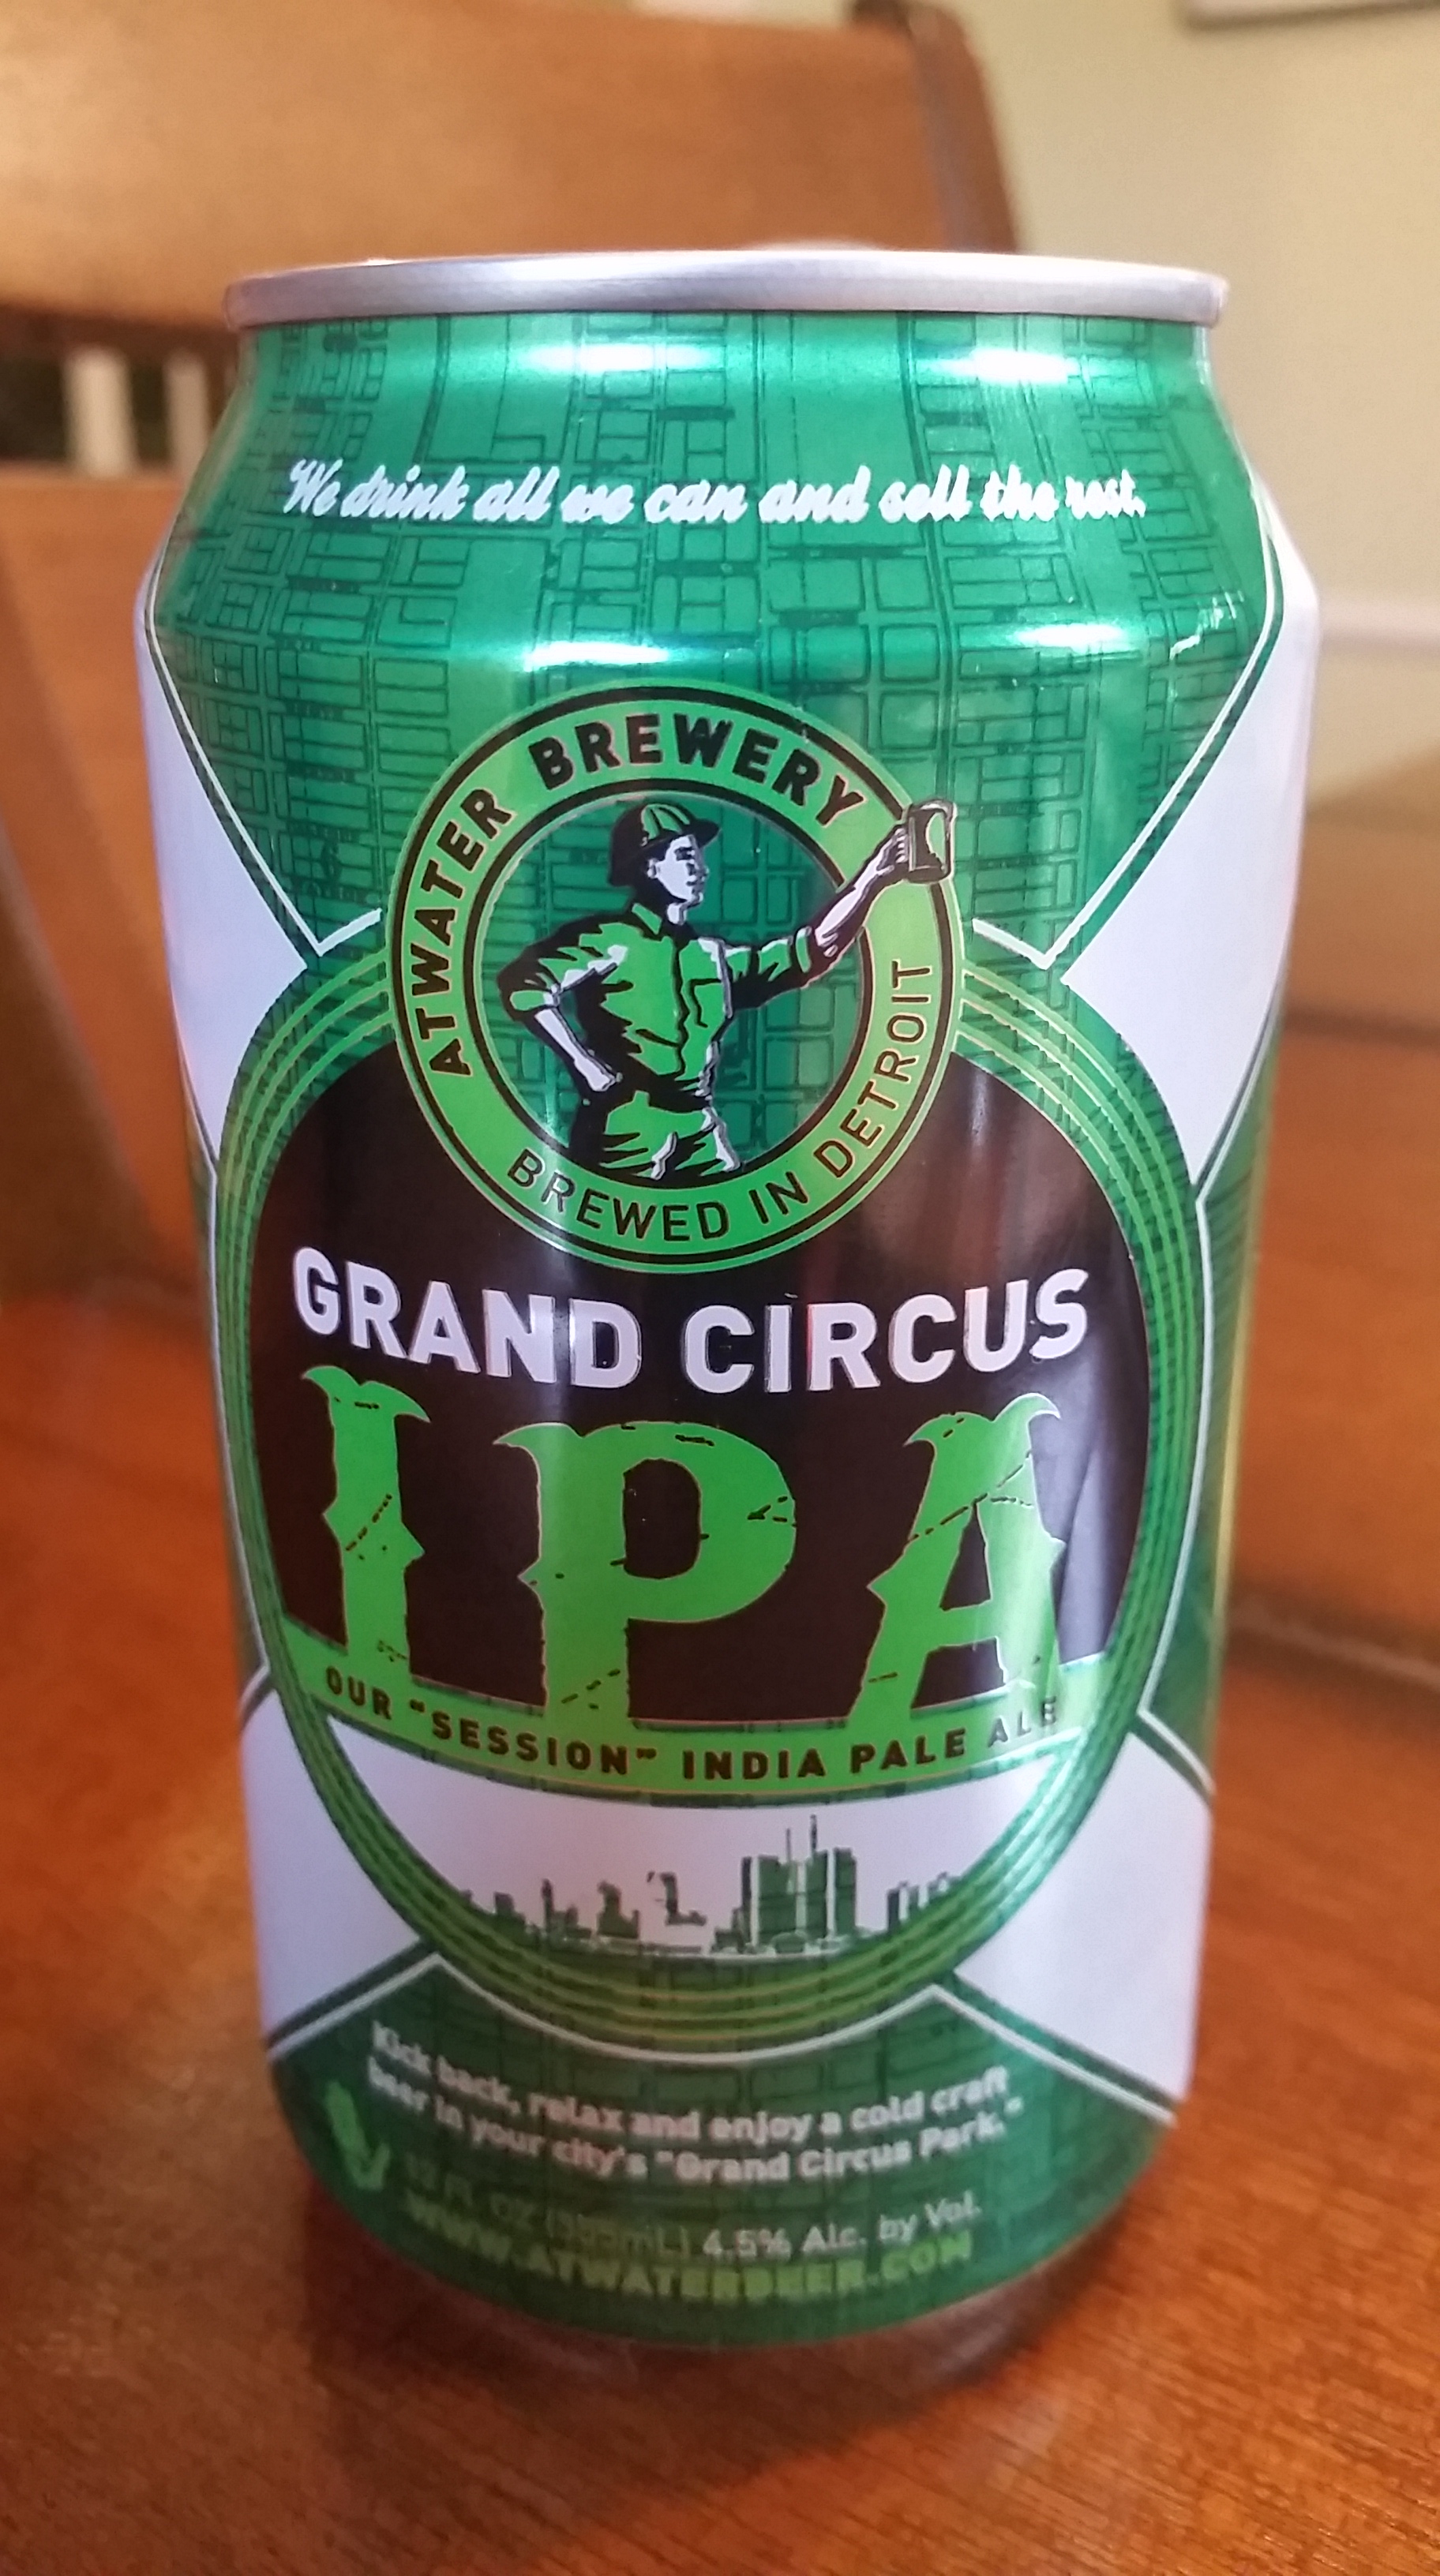 We drink all we can and sell the rest.
ATWATER BREWERY
BREWED IN DETROIT
GRAND CIRCUS
IPA
OUR "SESSION" INDIA PALE ALE
Kick back, relax and enjoy a cold craft
beer in your city's "Grand Circus Park."
FL OZ 4.5% Alc. by Vol.
WWW.ATWATERBEER.COM